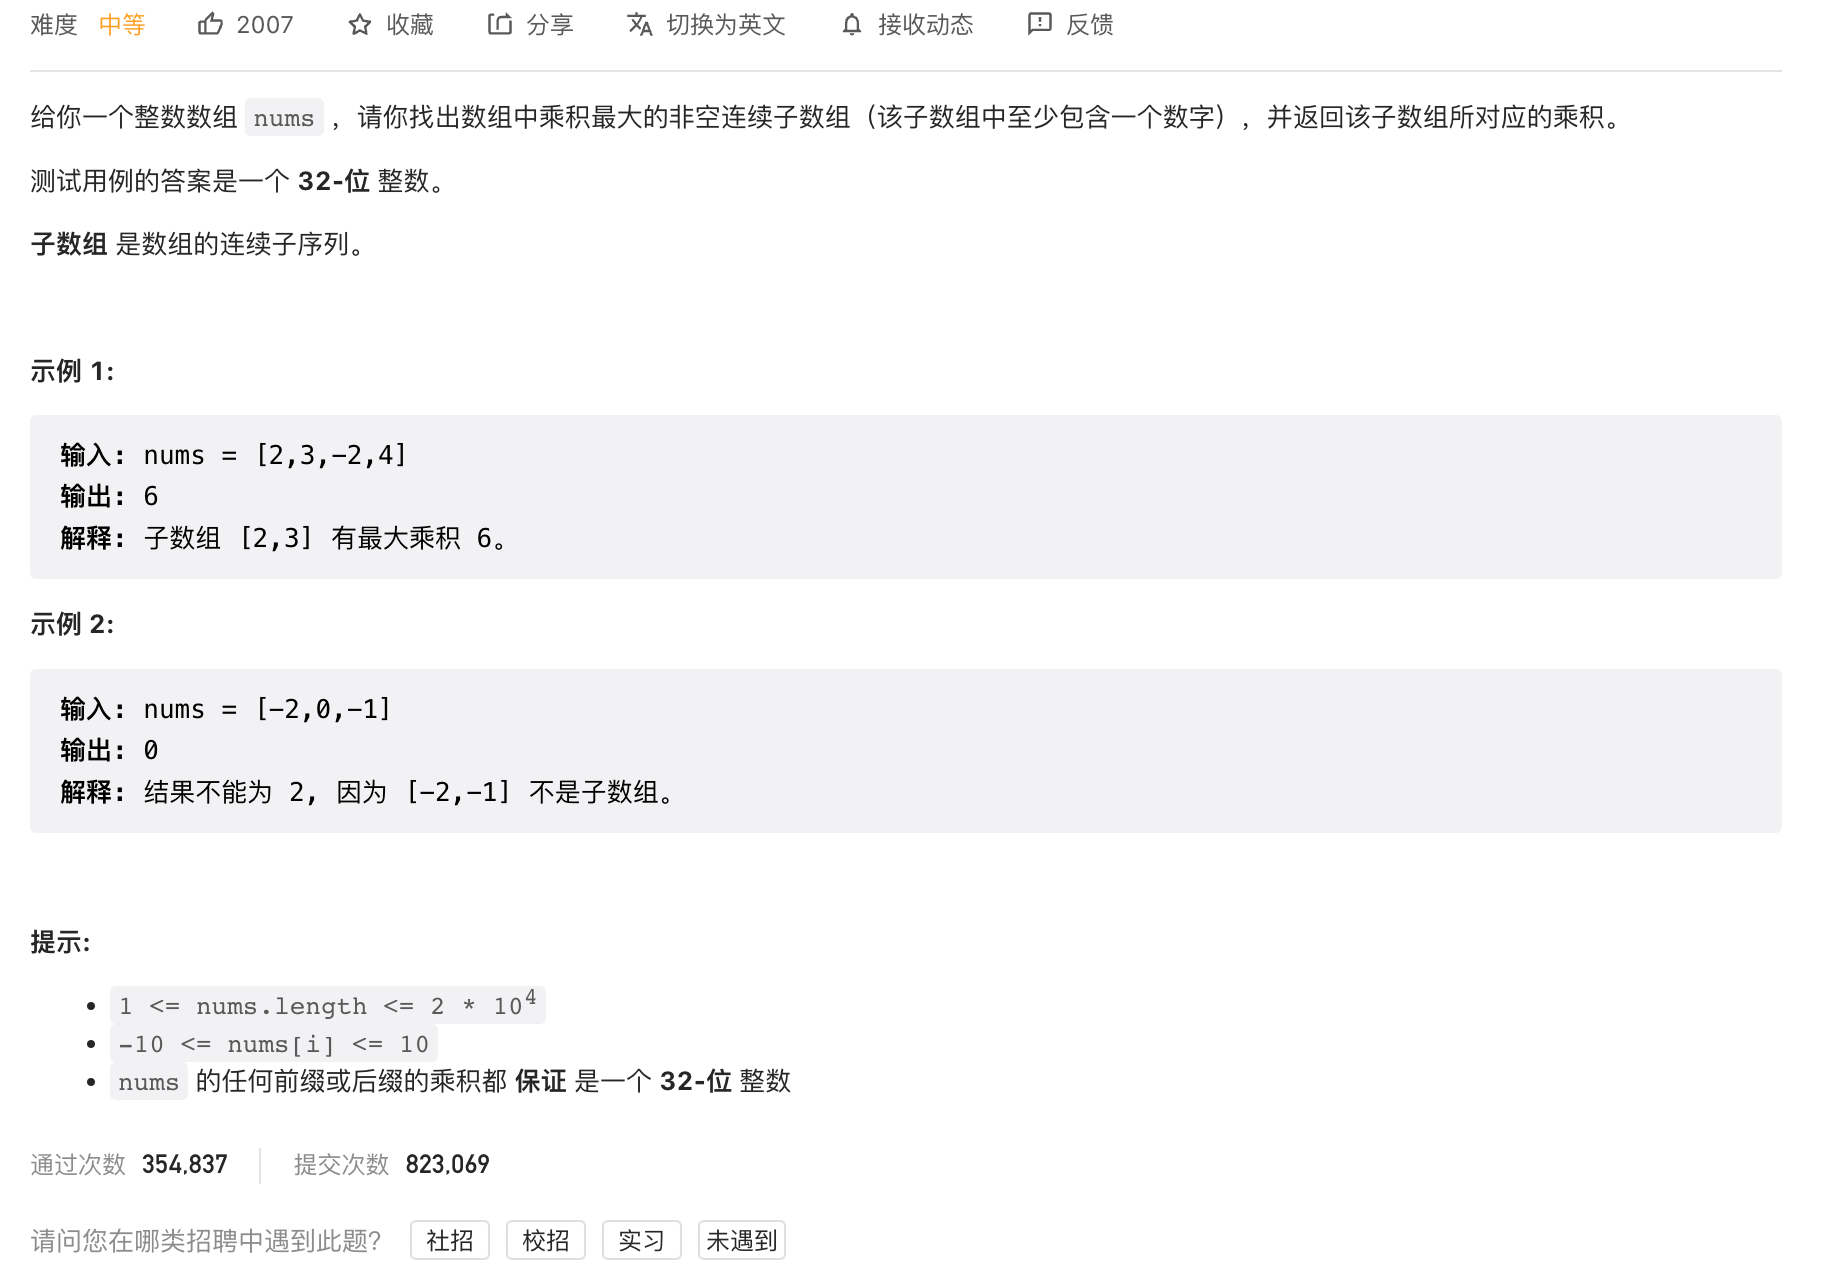 难度 中等 2007 收藏 分享 切换为英文 接收动态 反馈
给你一个整数数组 nums ，请你找出数组中乘积最大的非空连续子数组（该子数组中至少包含一个数字），并返回该子数组所对应的乘积。
测试用例的答案是一个 32-位 整数。
子数组 是数组的连续子序列。
示例 1:
输入: nums = [2,3,-2,4]
输出: 6
解释: 子数组 [2,3] 有最大乘积 6。
示例 2:
输入: nums = [-2,0,-1]
输出: 0
解释: 结果不能为 2, 因为 [-2,-1] 不是子数组。
提示:
• 1 <= nums.length <= 2 * 10⁴
• -10 <= nums[i] <= 10
• nums 的任何前缀或后缀的乘积都 保证 是一个 32-位 整数
通过次数 354,837 提交次数 823,069
请问您在哪类招聘中遇到此题? 社招 校招 实习 未遇到